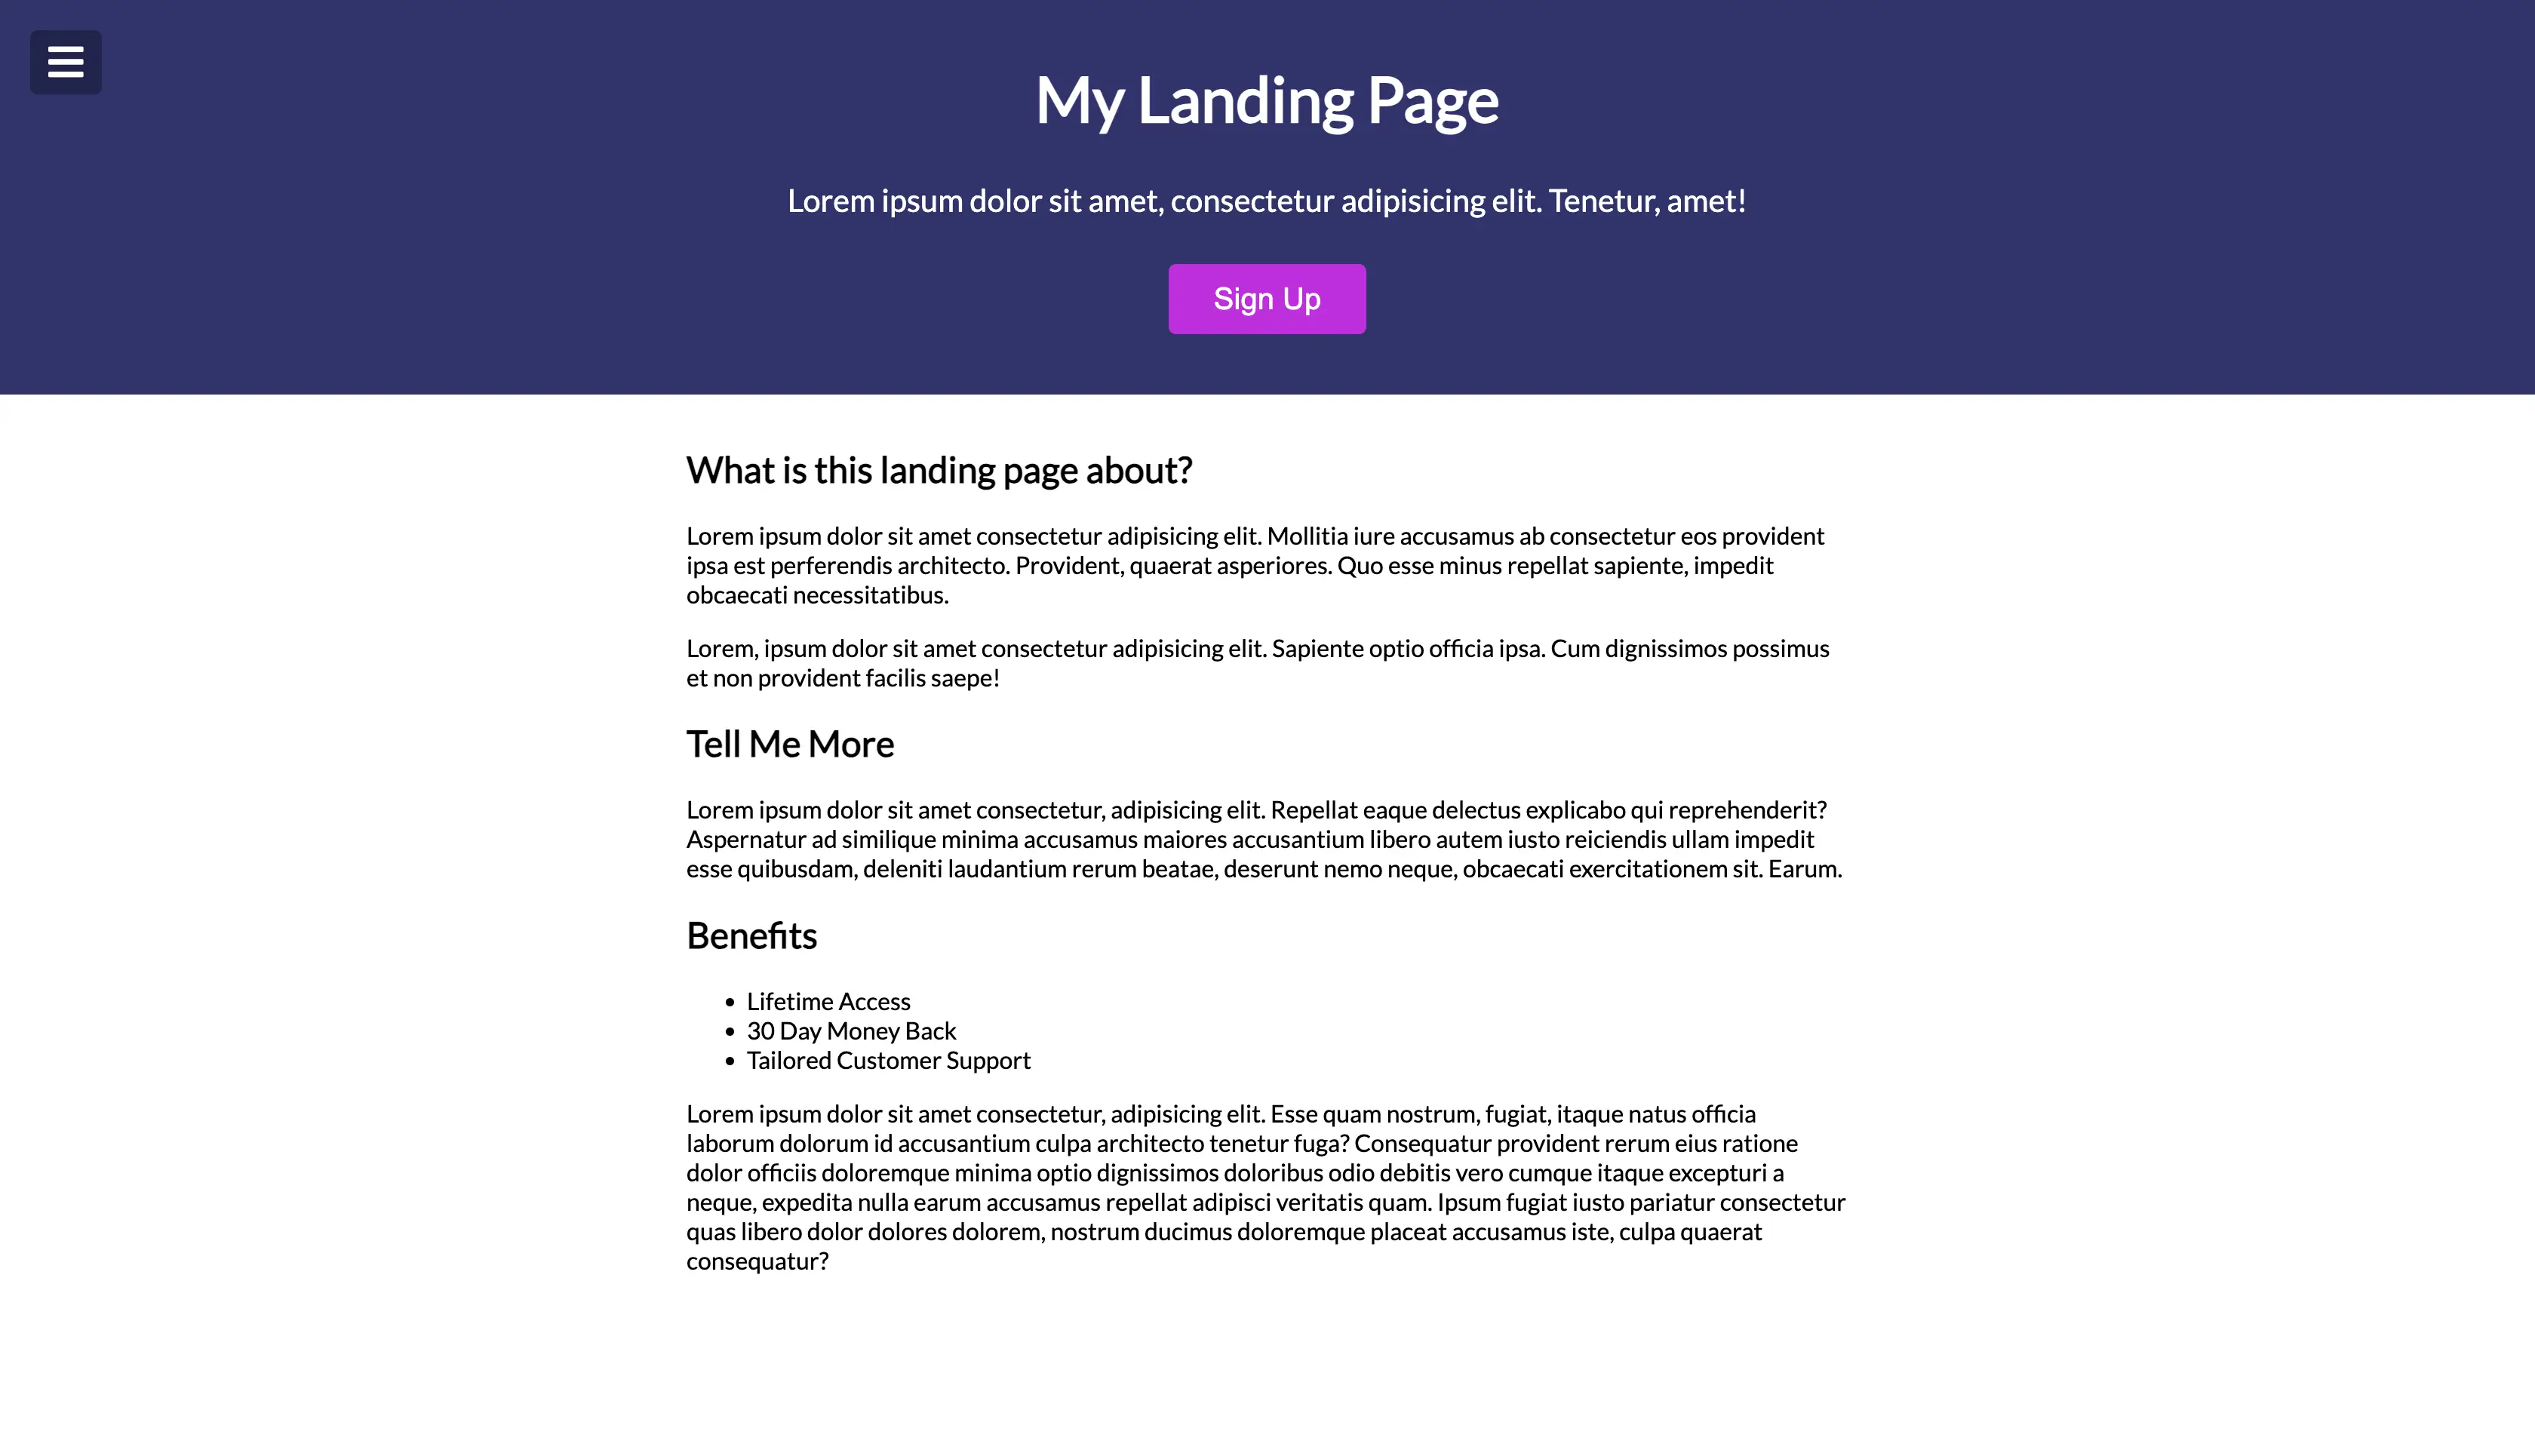 My Landing Page
Lorem ipsum dolor sit amet, consectetur adipisicing elit. Tenetur, amet!
Sign Up
What is this landing page about?
Lorem ipsum dolor sit amet consectetur adipisicing elit. Mollitia iure accusamus ab consectetur eos provident
ipsa est perferendis architecto. Provident, quaerat asperiores. Quo esse minus repellat sapiente, impedit
obcaecati necessitatibus.
Lorem, ipsum dolor sit amet consectetur adipisicing elit. Sapiente optio officia ipsa. Cum dignissimos possimus
et non provident facilis saepe!
Tell Me More
Lorem ipsum dolor sit amet consectetur, adipisicing elit. Repellat eaque delectus explicabo qui reprehenderit?
Aspernatur ad similique minima accusamus maiores accusantium libero autem iusto reiciendis ullam impedit
esse quibusdam, deleniti laudantium rerum beatae, deserunt nemo neque, obcaecati exercitationem sit. Earum.
Benefits
• Lifetime Access
• 30 Day Money Back
• Tailored Customer Support
Lorem ipsum dolor sit amet consectetur, adipisicing elit. Esse quam nostrum, fugiat, itaque natus officia
laborum dolorum id accusantium culpa architecto tenetur fuga? Consequatur provident rerum eius ratione
dolor officiis doloremque minima optio dignissimos doloribus odio debitis vero cumque itaque excepturi a
neque, expedita nulla earum accusamus repellat adipisci veritatis quam. Ipsum fugiat iusto pariatur consectetur
quas libero dolor dolores dolorem, nostrum ducimus doloremque placeat accusamus iste, culpa quaerat
consequatur?